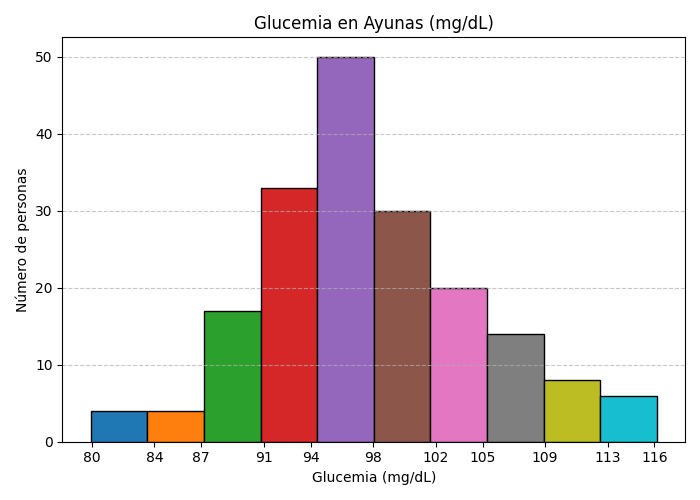 Glucemia en Ayunas (mg/dL)
50
40
30
20
10
0
Número de personas
80 84 87 91 94 98 102 105 109 113 116
Glucemia (mg/dL)